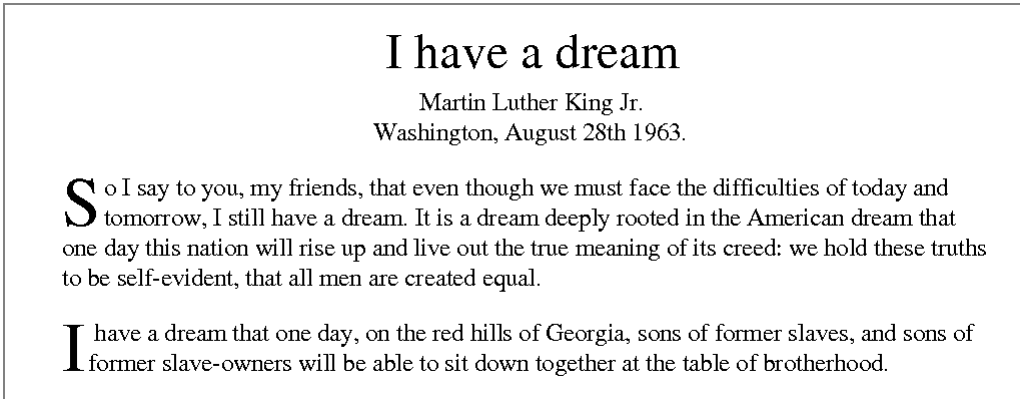 I have a dream
Martin Luther King Jr.
Washington, August 28th 1963.
So I say to you, my friends, that even though we must face the difficulties of today and
tomorrow, I still have a dream. It is a dream deeply rooted in the American dream that
one day this nation will rise up and live out the true meaning of its creed: we hold these truths
to be self-evident, that all men are created equal.
I have a dream that one day, on the red hills of Georgia, sons of former slaves, and sons of
former slave-owners will be able to sit down together at the table of brotherhood.